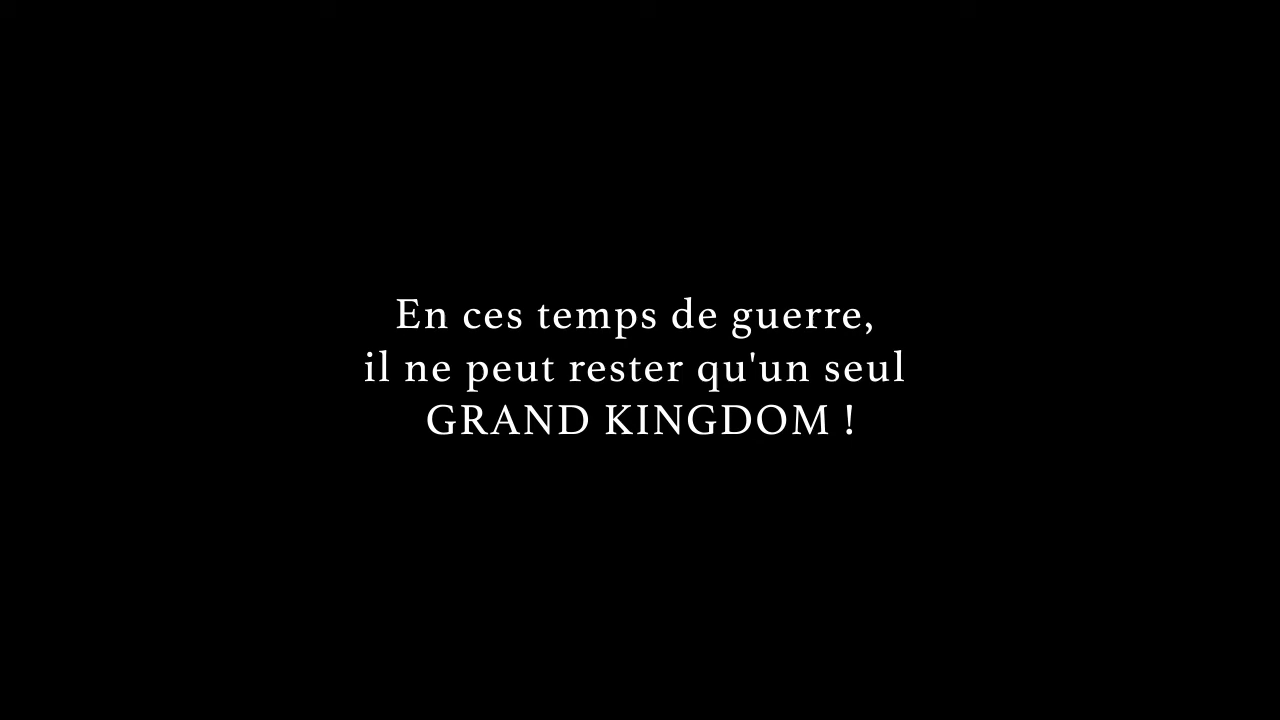 En ces temps de guerre,
il ne peut rester qu'un seul
GRAND KINGDOM !